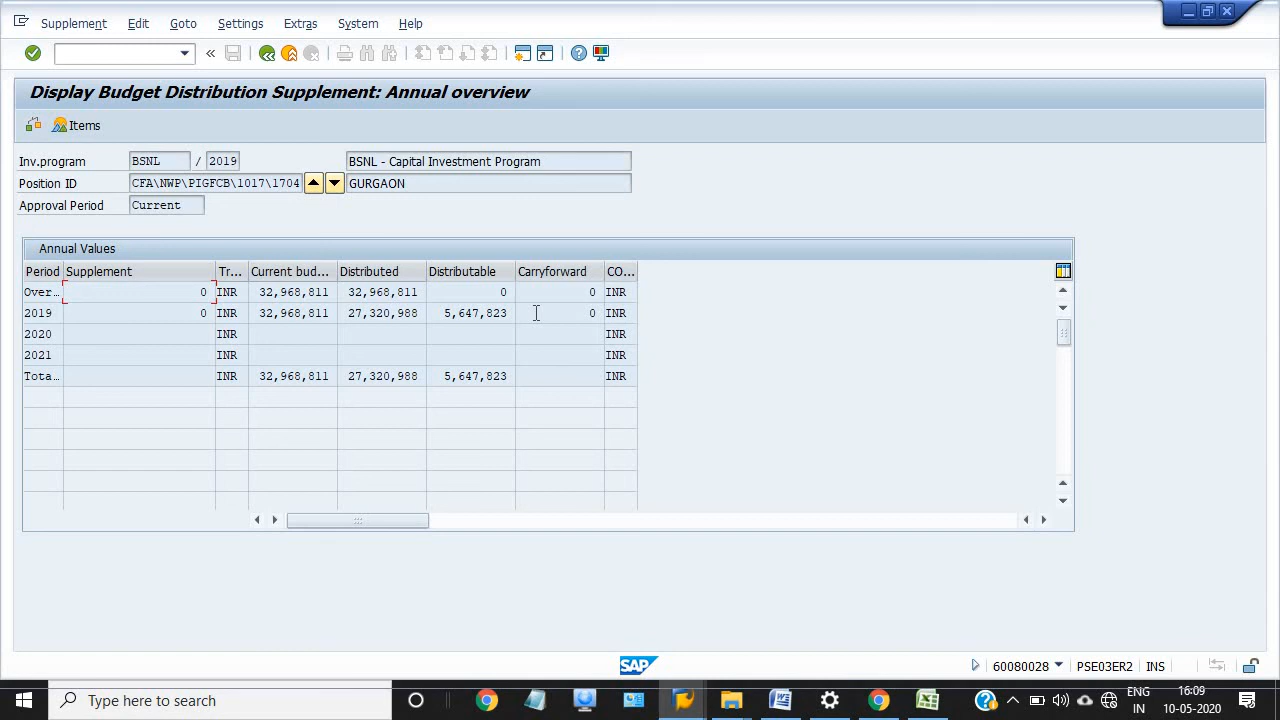 Supplement Edit Goto Settings Extras System Help
Display Budget Distribution Supplement: Annual overview
Items
Inv.program BSNL / 2019 BSNL - Capital Investment Program
Position ID CFA\NWP\PIGFCB\1017\1704 GURGAON
Approval Period Current
Annual Values
Period Supplement Tr... Current bud... Distributed Distributable Carryforward CO...
Over... 0 INR 32,968,811 32,968,811 0 0 INR
2019 0 INR 32,968,811 27,320,988 5,647,823 0 INR
2020 INR INR
2021 INR INR
Tota... INR 32,968,811 27,320,988 5,647,823 INR
SAP 60080028 PSE03ER2 INS
Type here to search
ENG 16:09
IN 10-05-2020